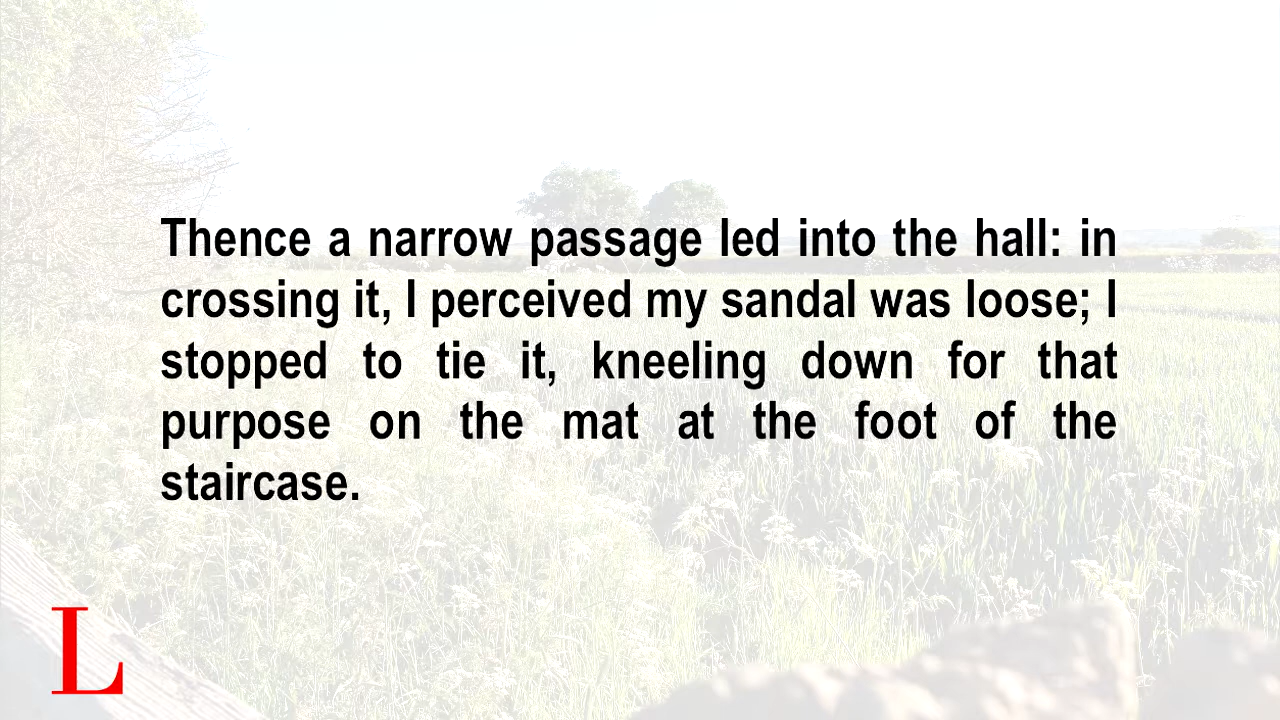 Thence a narrow passage led into the hall: in
crossing it, I perceived my sandal was loose; I
stopped to tie it, kneeling down for that
purpose on the mat at the foot of the
staircase.
L